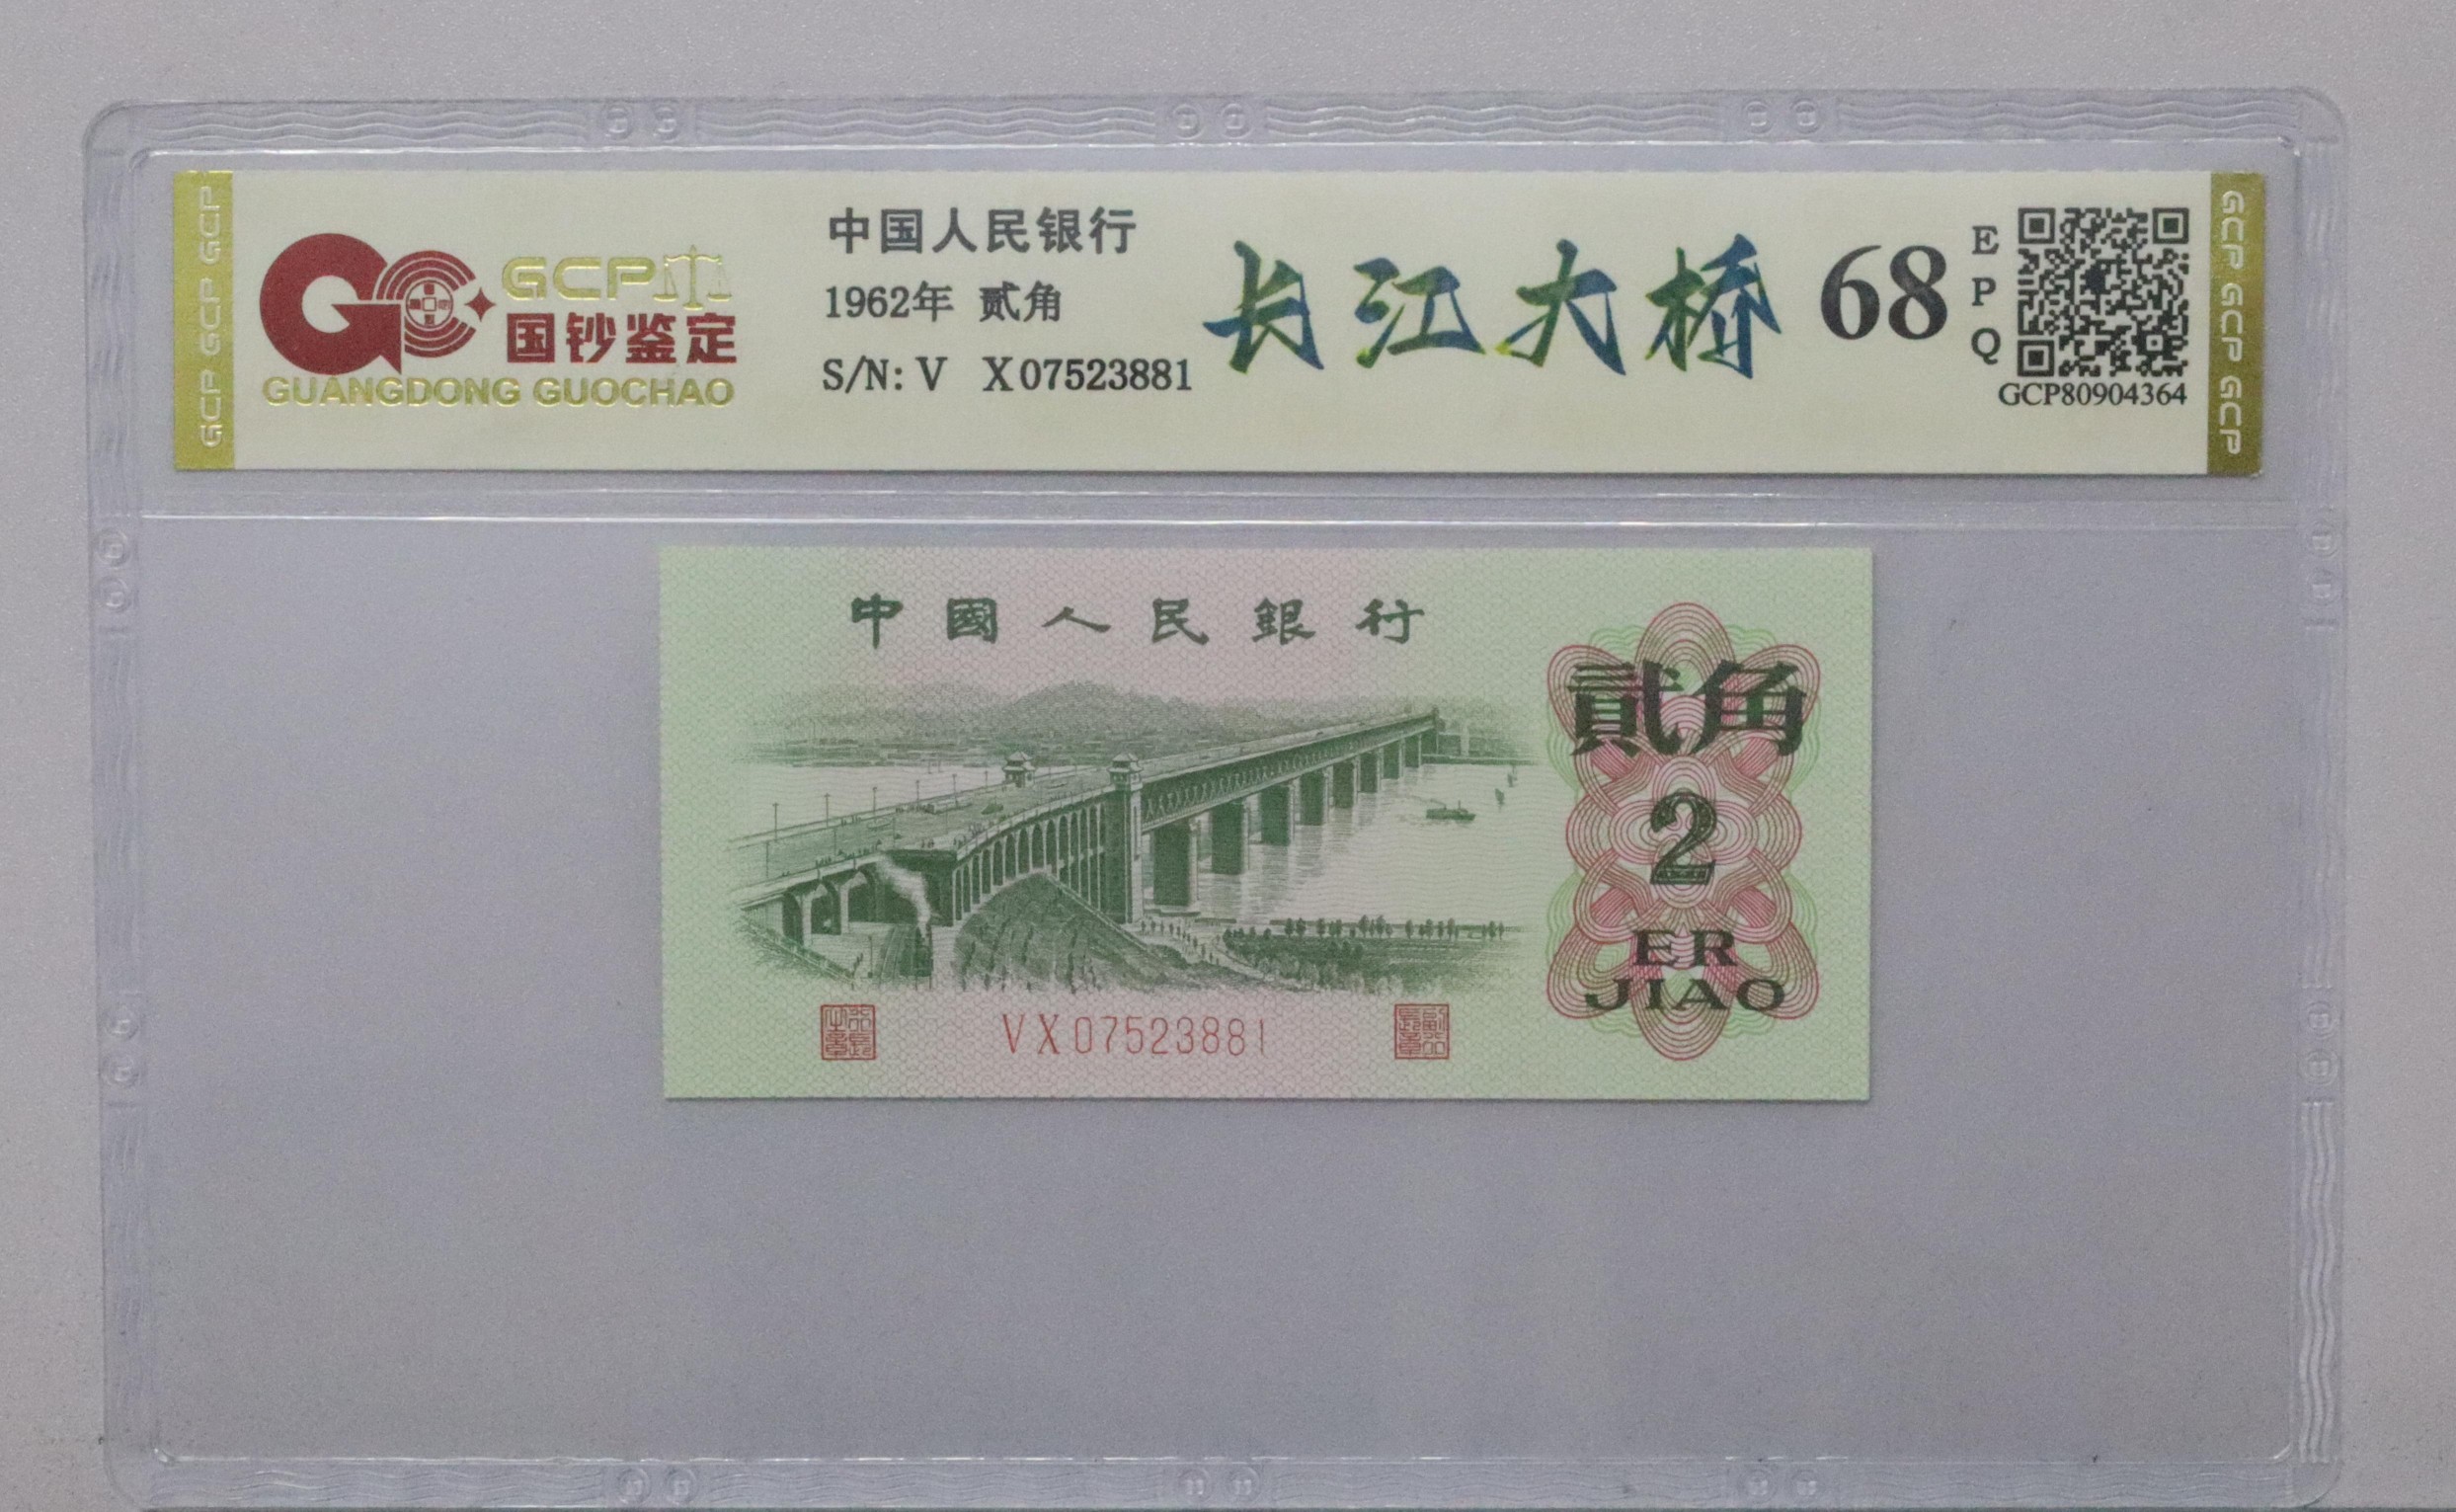 GCP GCP GCP
GCP
国钞鉴定
GUANGDONG GUOCHAO
中国人民银行
1962年 贰角
S/N: V X07523881
长江大桥
68
EPQ
GCP80904364
GCP GCP GCP
中國人民銀行
貳角
2
ER
JIAO
VX07523881